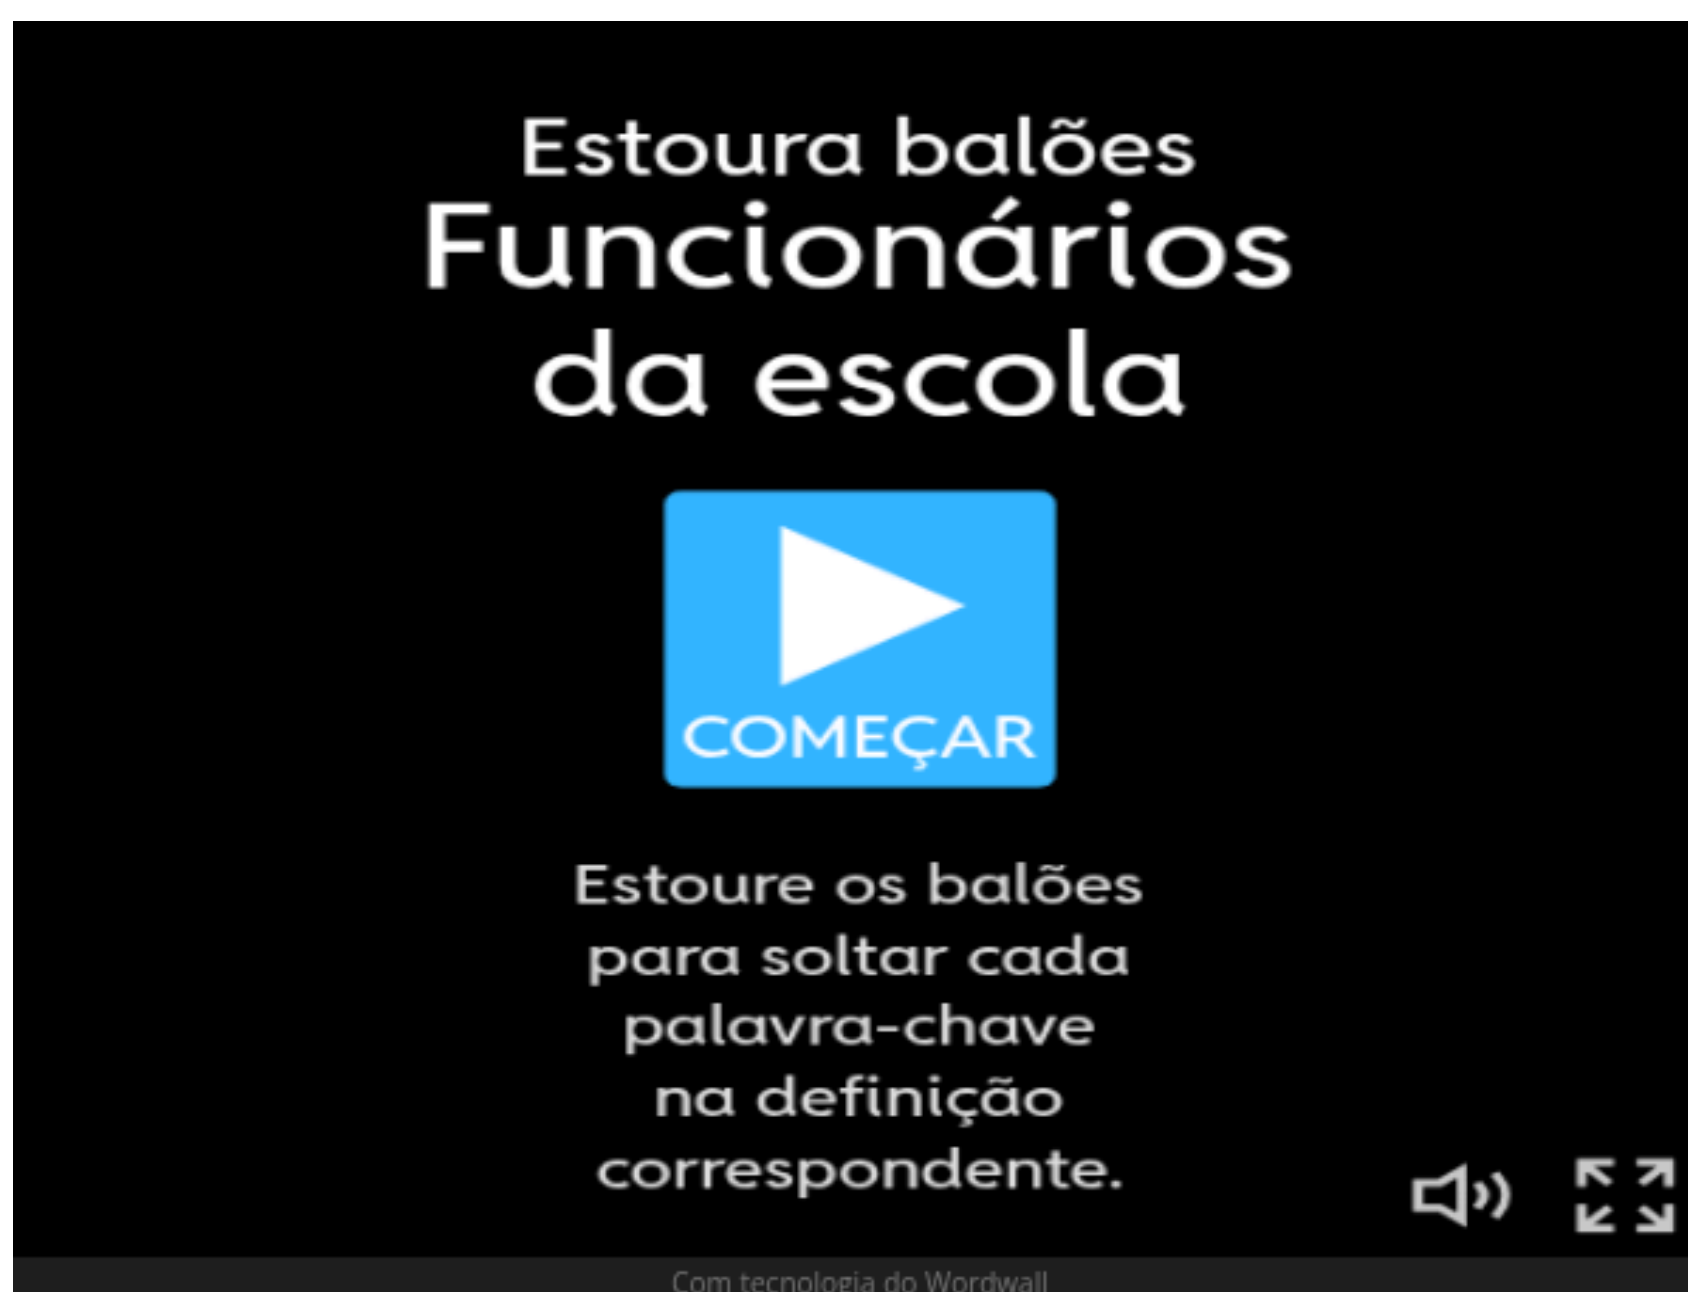 Estoura balões
Funcionários
da escola
COMEÇAR
Estoure os balões
para soltar cada
palavra-chave
na definição
correspondente.
Com tecnologia do Wordwall